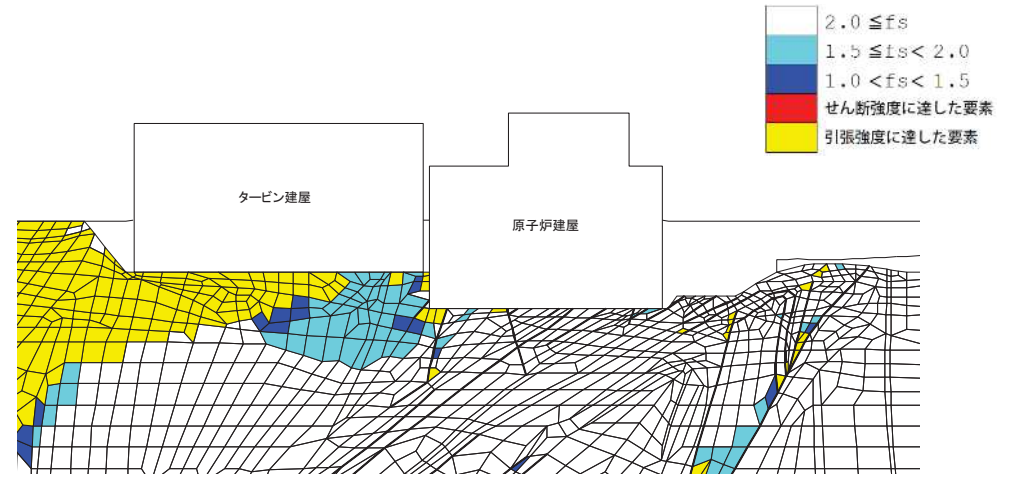 2.0 ≦fs
1.5 ≦fs< 2.0
1.0 <fs< 1.5
せん断強度に達した要素
引張強度に達した要素
タービン建屋
原子炉建屋